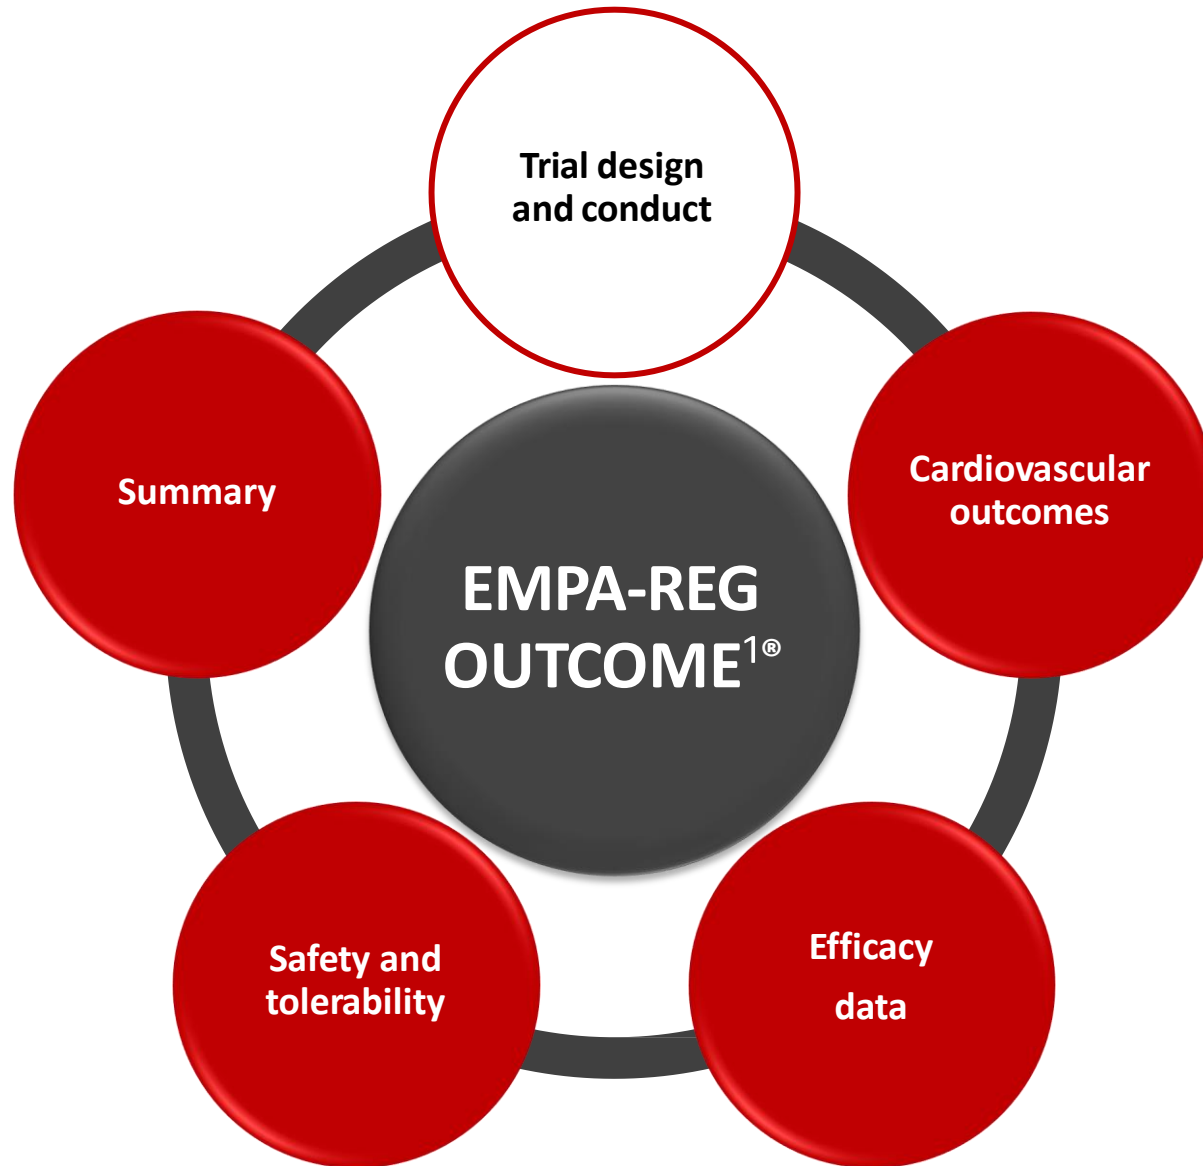 Trial design
and conduct
Cardiovascular
outcomes
Summary
EMPA-REG
OUTCOME¹®
Efficacy
data
Safety and
tolerability